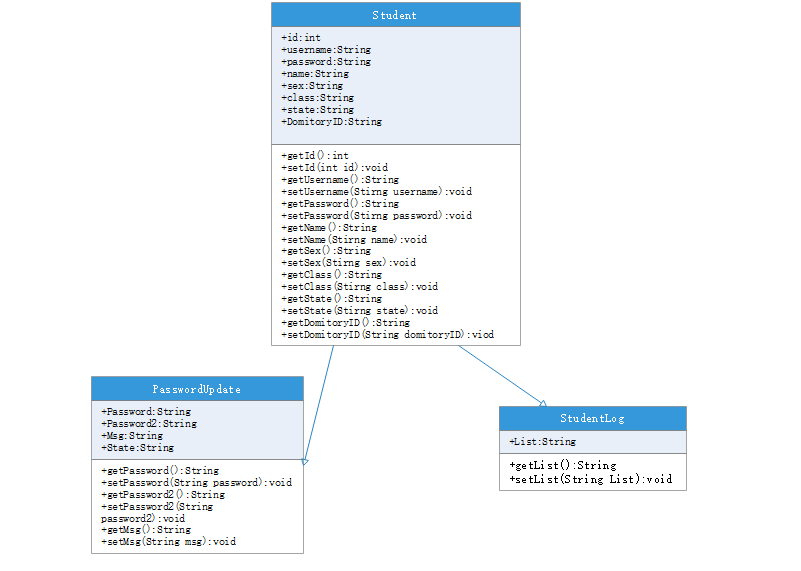 Student
+id:int
+username:String
+password:String
+name:String
+sex:String
+class:String
+state:String
+DomitoryID:String
+getId():int
+setId(int id):void
+getUsername():String
+setUsername(Stirng username):void
+getPassword():String
+setPassword(Stirng password):void
+getName():String
+setName(Stirng name):void
+getSex():String
+setSex(Stirng sex):void
+getClass():String
+setClass(Stirng class):void
+getState():String
+setState(Stirng state):void
+getDomitoryID():String
+setDomitoryID(String domitoryID):viod
PasswordUpdate
+Password:String
+Password2:String
+Msg:String
+State:String
+getPassword():String
+setPassword(String password):void
+getPassword2():String
+setPassword2(String
password2):void
+getMsg():String
+setMsg(String msg):void
StudentLog
+List:String
+getList():String
+setList(String List):void